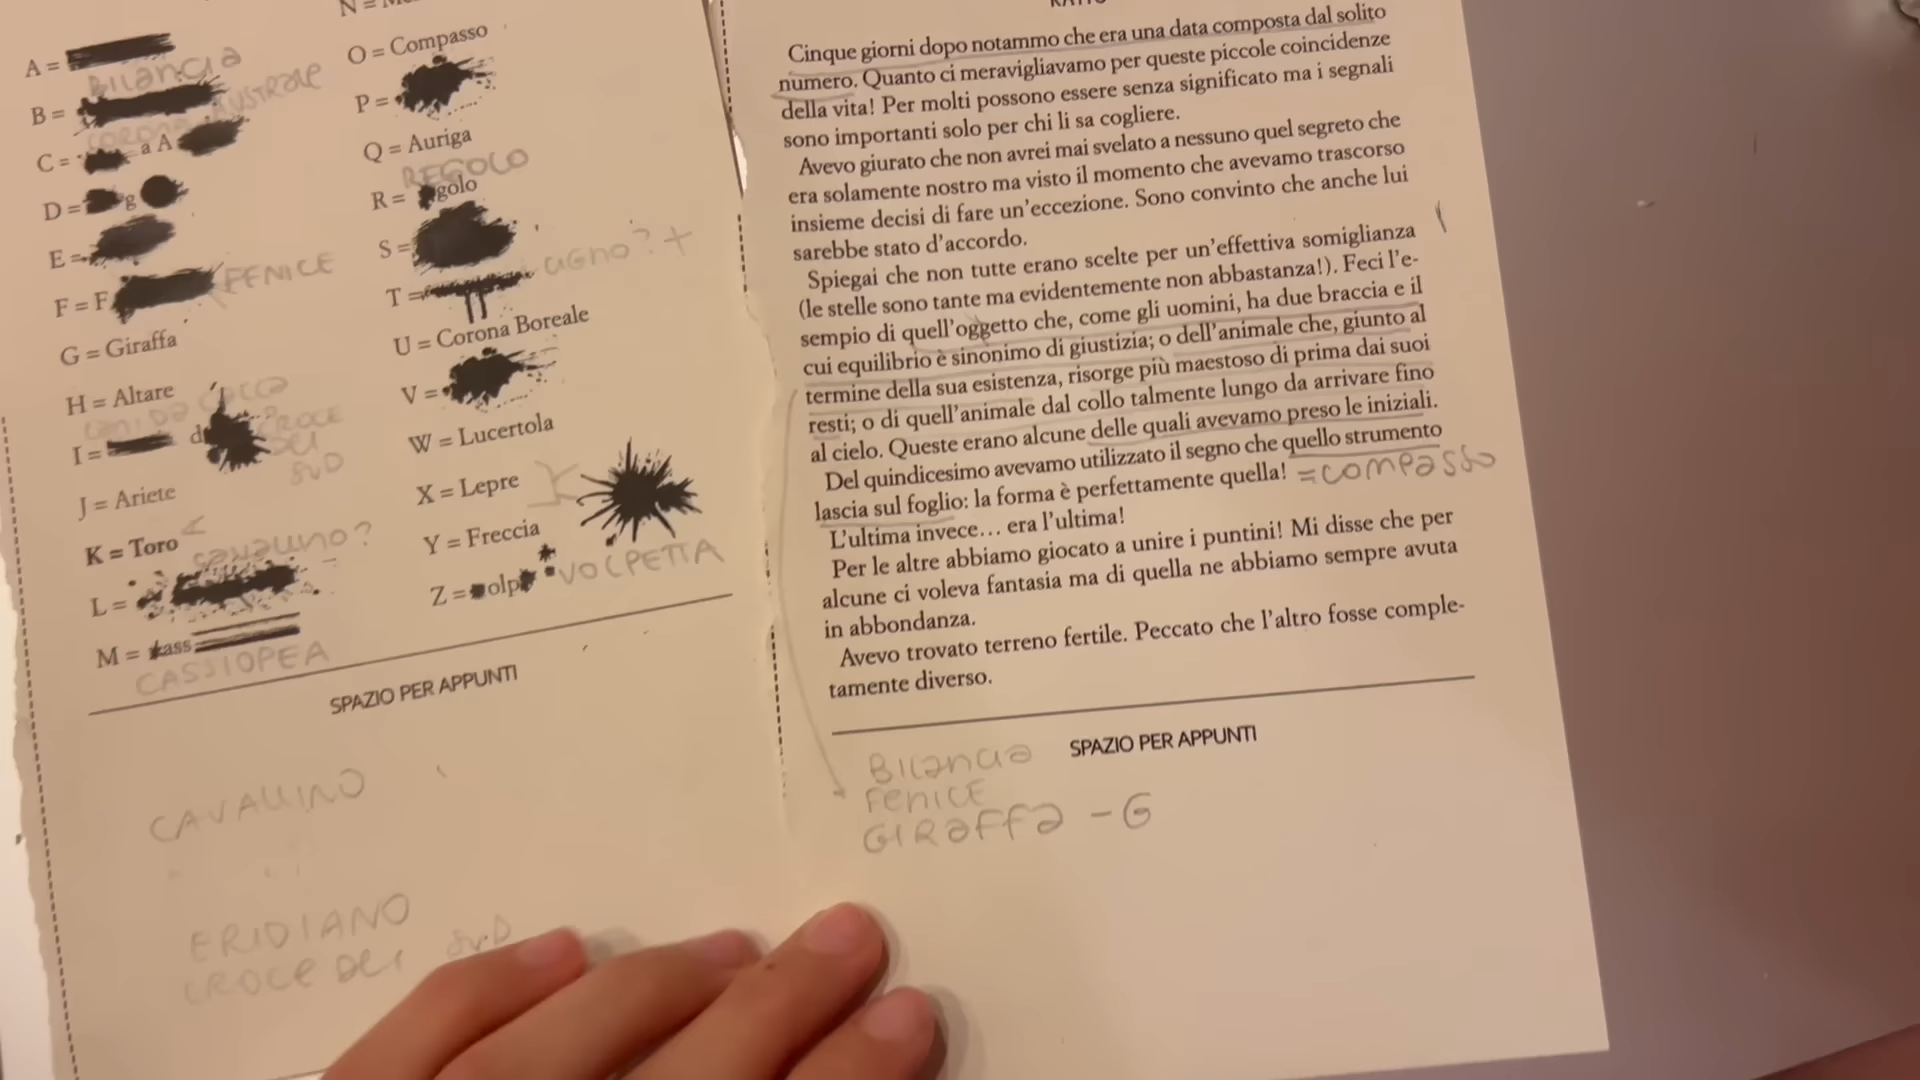 A =
BILANCIA
B =
AUSTRALE
CORONA
C = a A
D = g
E =
F = F FENICE
G = Giraffa
H = Altare
I = d CROCE
DEL
SUD
J = Ariete
K = Toro
L =
M = kass
CASSIOPEA
N =
O = Compasso
P =
Q = Auriga
REGOLO
R = golo
S =
T = UGNO? +
U = Corona Boreale
V =
W = Lucertola
X = Lepre
Y = Freccia
Z = olp VOLPETTA
SPAZIO PER APPUNTI
CAVALLINO
ERIDIANO
CROCE DEL SUD
Cinque giorni dopo notammo che era una data composta dal solito
numero. Quanto ci meravigliavamo per queste piccole coincidenze
della vita! Per molti possono essere senza significato ma i segnali
sono importanti solo per chi li sa cogliere.
Avevo giurato che non avrei mai svelato a nessuno quel segreto che
era solamente nostro ma visto il momento che avevamo trascorso
insieme decisi di fare un'eccezione. Sono convinto che anche lui
sarebbe stato d'accordo.
Spiegai che non tutte erano scelte per un'effettiva somiglianza
(le stelle sono tante ma evidentemente non abbastanza!). Feci l'e-
sempio di quell'oggetto che, come gli uomini, ha due braccia e il
cui equilibrio è sinonimo di giustizia; o dell'animale che, giunto al
termine della sua esistenza, risorge più maestoso di prima dai suoi
resti; o di quell'animale dal collo talmente lungo da arrivare fino
al cielo. Queste erano alcune delle quali avevamo preso le iniziali.
Del quindicesimo avevamo utilizzato il segno che quello strumento
lascia sul foglio: la forma è perfettamente quella! = COMPASSO
L'ultima invece… era l'ultima!
Per le altre abbiamo giocato a unire i puntini! Mi disse che per
alcune ci voleva fantasia ma di quella ne abbiamo sempre avuta
in abbondanza.
Avevo trovato terreno fertile. Peccato che l'altro fosse comple-
tamente diverso.
SPAZIO PER APPUNTI
BILANCIA
FENICE
GIRAFFA - G